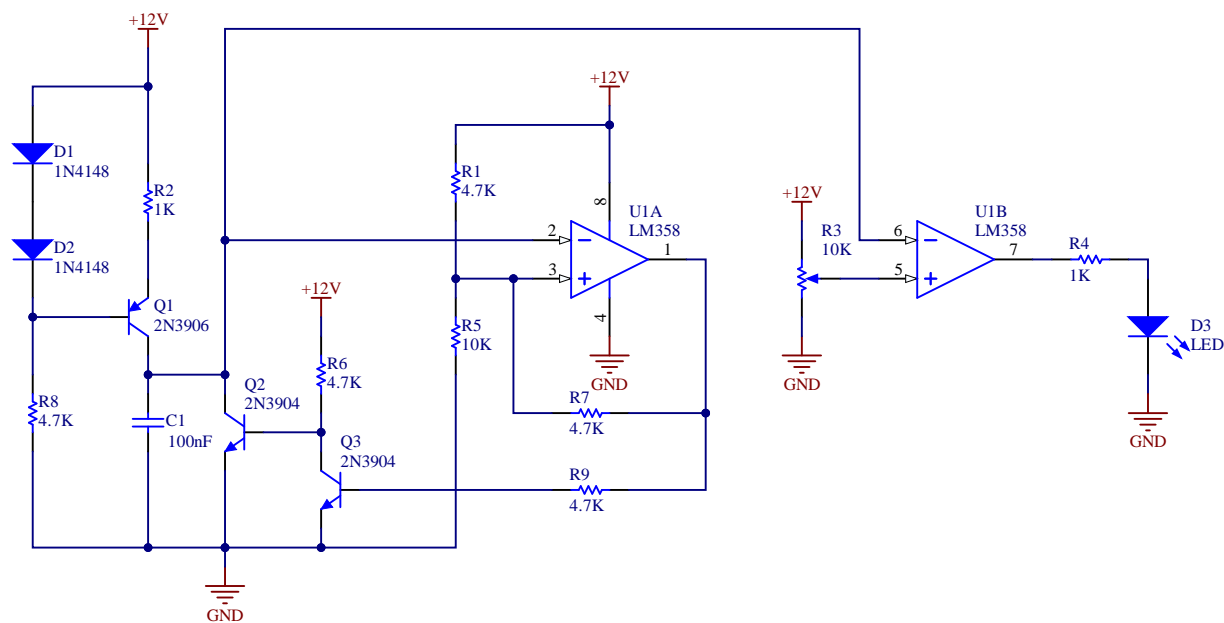 +12V
+12V
D1
1N4148
R2
1K
R1
4.7K
8
U1A
LM358
+12V
R3
10K
U1B
LM358
D2
1N4148
2
1
3
6
7
5
R4
1K
Q1
2N3906
+12V
4
R5
10K
D3
LED
R6
4.7K
GND
GND
Q2
2N3904
R7
4.7K
R8
4.7K
C1
100nF
Q3
2N3904
GND
R9
4.7K
GND